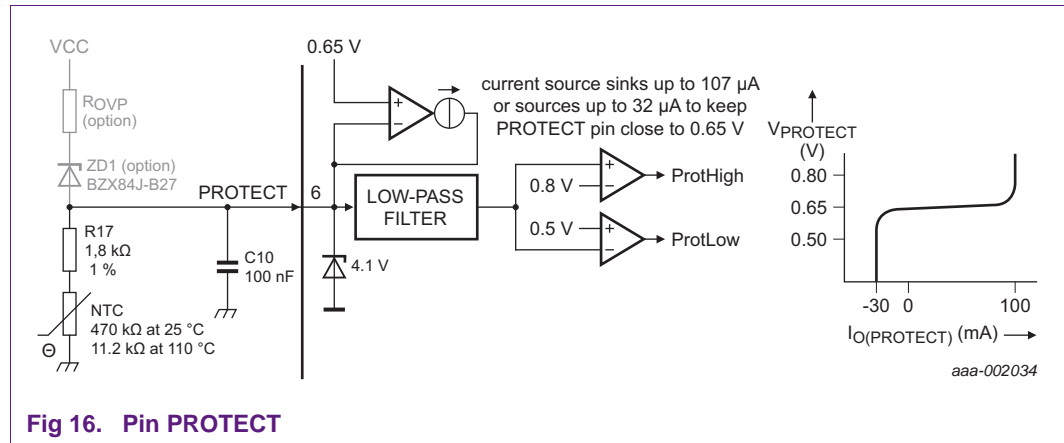 VCC
ROVP
(option)
ZD1 (option)
BZX84J-B27
PROTECT
6
R17
1,8 kΩ
1 %
NTC
470 kΩ at 25 °C
11.2 kΩ at 110 °C
Θ
C10
100 nF
0.65 V
+
−
current source sinks up to 107 μA
or sources up to 32 μA to keep
PROTECT pin close to 0.65 V
LOW-PASS
FILTER
4.1 V
+
0.8 V
−
ProtHigh
0.5 V
+
−
ProtLow
VPROTECT
(V)
0.80
0.65
0.50
-30 0 100
IO(PROTECT) (mA)
aaa-002034
Fig 16. Pin PROTECT